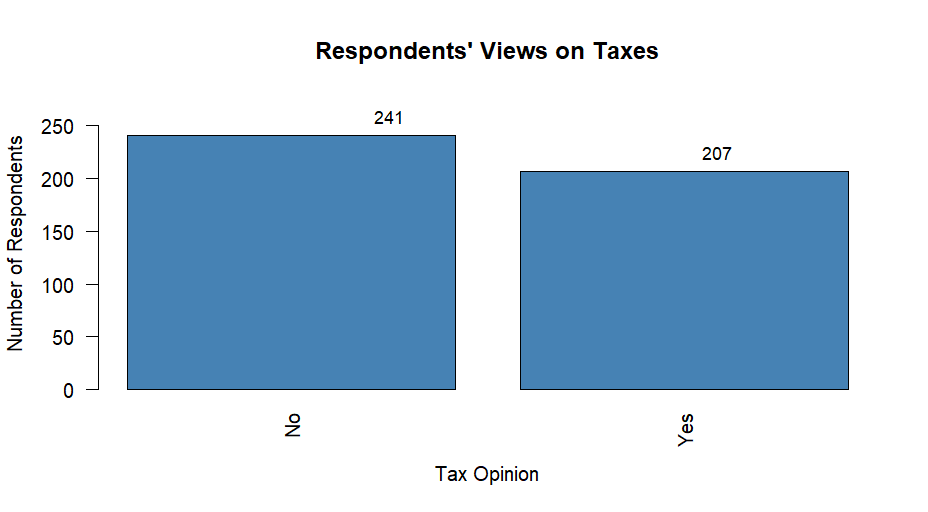 Respondents' Views on Taxes
241
207
250
200
150
100
50
0
Number of Respondents
No
Yes
Tax Opinion